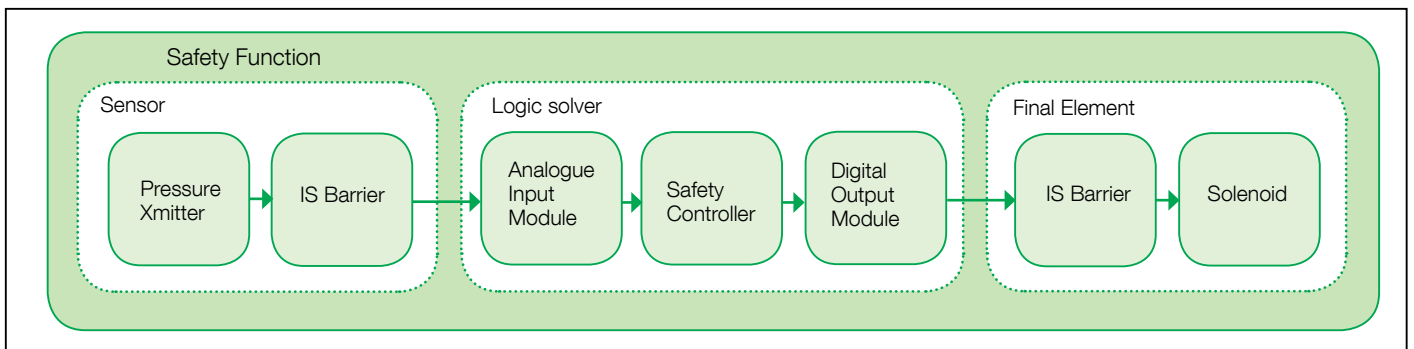 Safety Function
Sensor
Pressure
Xmitter
IS Barrier
Logic solver
Analogue
Input
Module
Safety
Controller
Digital
Output
Module
Final Element
IS Barrier
Solenoid